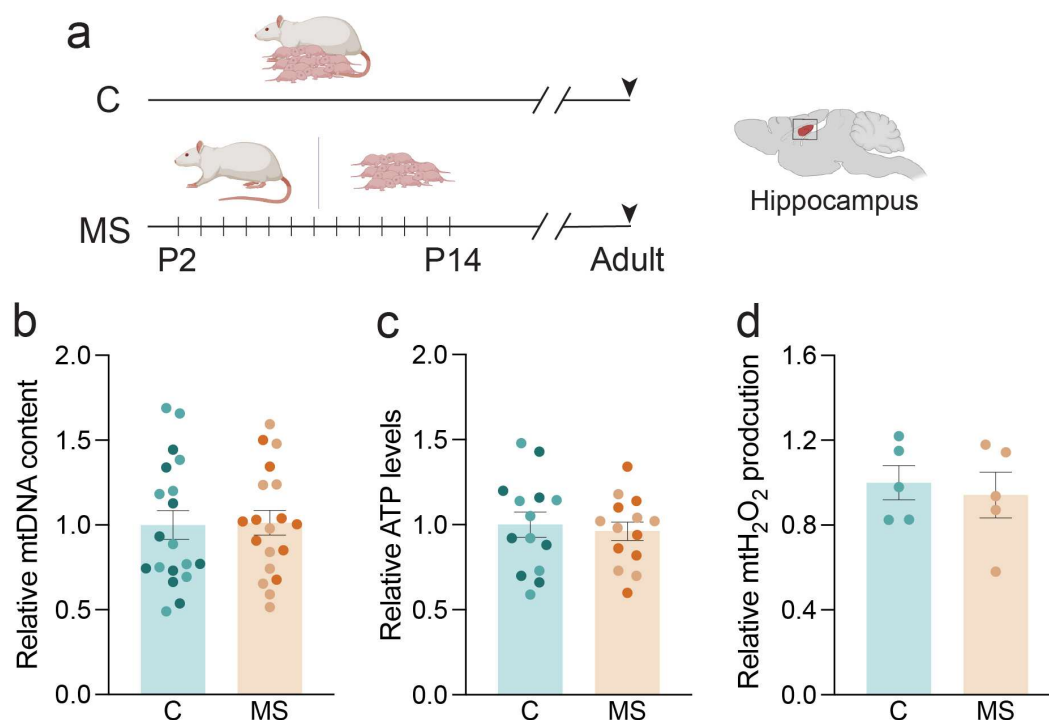 a
C
MS
P2
P14
Adult
Hippocampus
b
Relative mtDNA content
2.0
1.5
1.0
0.5
0.0
C
MS
c
Relative ATP levels
2.0
1.5
1.0
0.5
0.0
C
MS
d
Relative mtH₂O₂ prodcution
1.6
1.2
0.8
0.4
0.0
C
MS